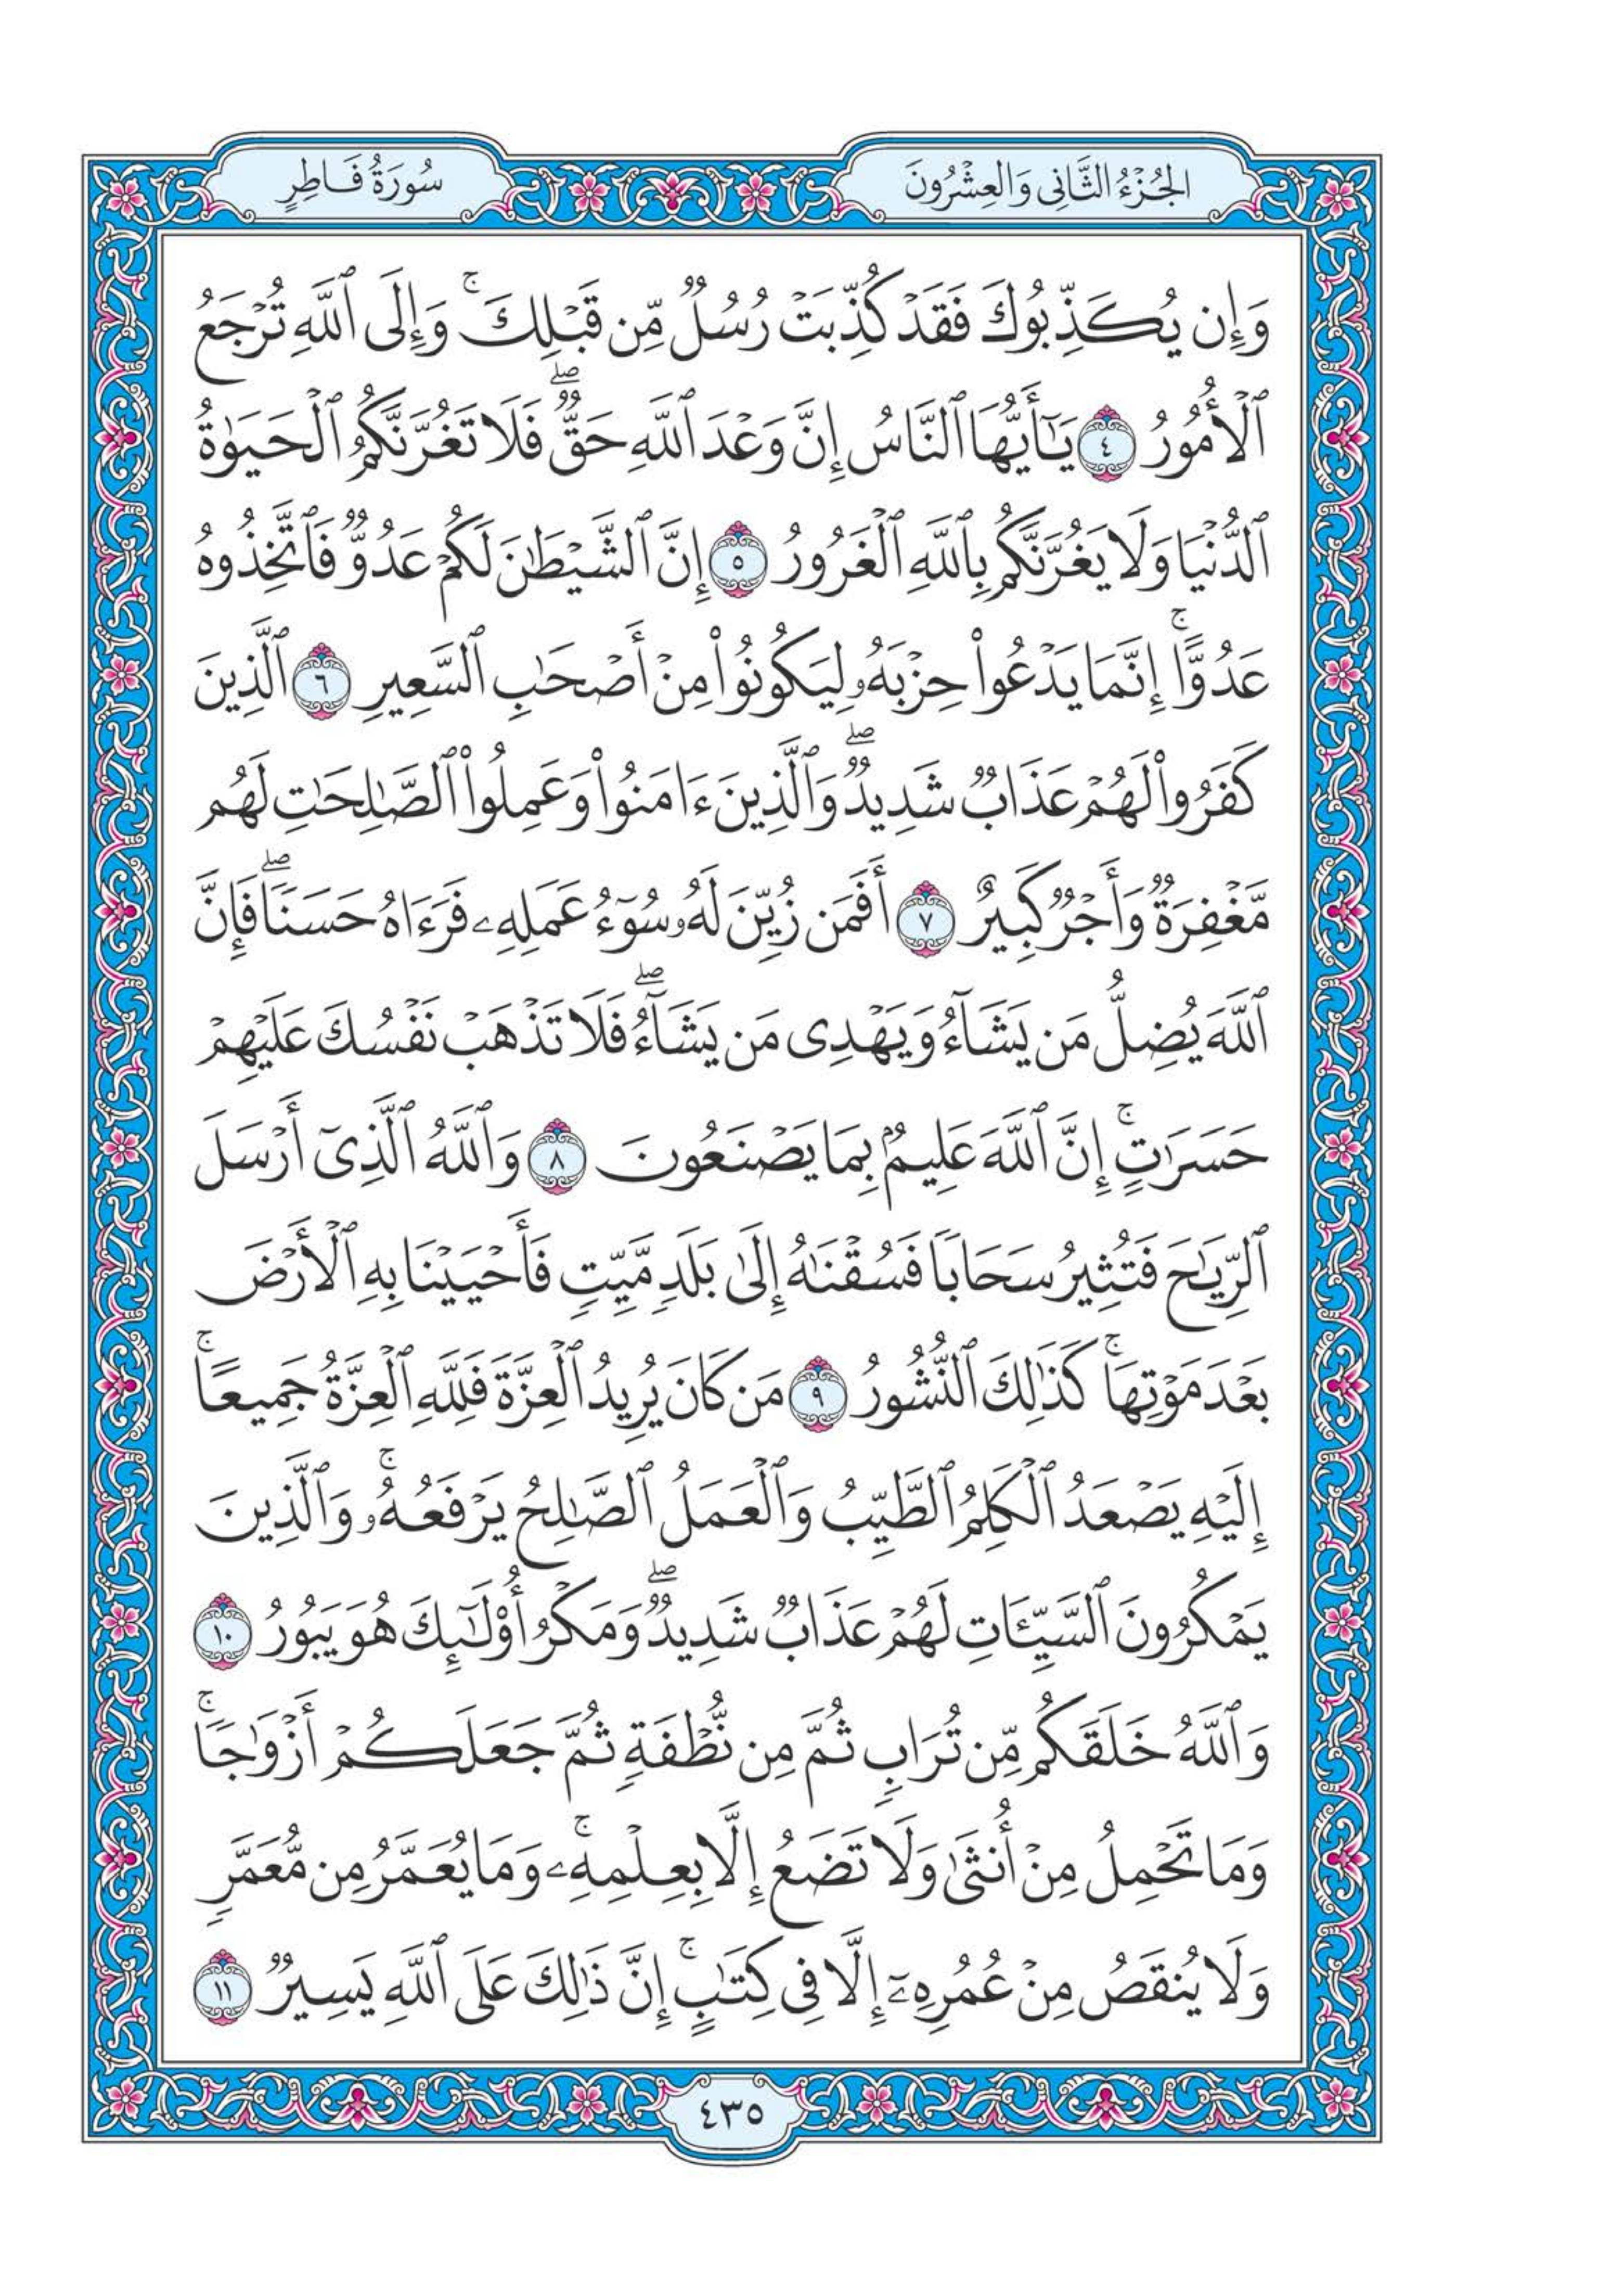 الجُزْءُ الثَّانِي وَالعِشْرُونَ
سُورَةُ فَاطِرٍ
وَإِن يُكَذِّبُوكَ فَقَدْ كُذِّبَتْ رُسُلٌ مِّن قَبْلِكَۚ وَإِلَى ٱللَّهِ تُرْجَعُ
ٱلْأُمُورُ ٤ يَٰٓأَيُّهَا ٱلنَّاسُ إِنَّ وَعْدَ ٱللَّهِ حَقٌّۖ فَلَا تَغُرَّنَّكُمُ ٱلْحَيَوٰةُ
ٱلدُّنْيَا وَلَا يَغُرَّنَّكُم بِٱللَّهِ ٱلْغَرُورُ ٥ إِنَّ ٱلشَّيْطَٰنَ لَكُمْ عَدُوٌّ فَٱتَّخِذُوهُ
عَدُوًّاۚ إِنَّمَا يَدْعُوا۟ حِزْبَهُۥ لِيَكُونُوا۟ مِنْ أَصْحَٰبِ ٱلسَّعِيرِ ٦ ٱلَّذِينَ
كَفَرُوا۟ لَهُمْ عَذَابٌ شَدِيدٌۖ وَٱلَّذِينَ ءَامَنُوا۟ وَعَمِلُوا۟ ٱلصَّٰلِحَٰتِ لَهُم
مَّغْفِرَةٌ وَأَجْرٌ كَبِيرٌ ٧ أَفَمَن زُيِّنَ لَهُۥ سُوٓءُ عَمَلِهِۦ فَرَءَاهُ حَسَنًاۖ فَإِنَّ
ٱللَّهَ يُضِلُّ مَن يَشَآءُ وَيَهْدِى مَن يَشَآءُۖ فَلَا تَذْهَبْ نَفْسُكَ عَلَيْهِمْ
حَسَرَٰتٍۚ إِنَّ ٱللَّهَ عَلِيمٌۢ بِمَا يَصْنَعُونَ ٨ وَٱللَّهُ ٱلَّذِىٓ أَرْسَلَ
ٱلرِّيَٰحَ فَتُثِيرُ سَحَابًا فَسُقْنَٰهُ إِلَىٰ بَلَدٍ مَّيِّتٍ فَأَحْيَيْنَا بِهِ ٱلْأَرْضَ
بَعْدَ مَوْتِهَاۚ كَذَٰلِكَ ٱلنُّشُورُ ٩ مَن كَانَ يُرِيدُ ٱلْعِزَّةَ فَلِلَّهِ ٱلْعِزَّةُ جَمِيعًاۚ
إِلَيْهِ يَصْعَدُ ٱلْكَلِمُ ٱلطَّيِّبُ وَٱلْعَمَلُ ٱلصَّٰلِحُ يَرْفَعُهُۥۚ وَٱلَّذِينَ
يَمْكُرُونَ ٱلسَّيِّـَٔاتِ لَهُمْ عَذَابٌ شَدِيدٌۖ وَمَكْرُ أُو۟لَٰٓئِكَ هُوَ يَبُورُ ١٠
وَٱللَّهُ خَلَقَكُم مِّن تُرَابٍ ثُمَّ مِن نُّطْفَةٍ ثُمَّ جَعَلَكُمْ أَزْوَٰجًاۚ
وَمَا تَحْمِلُ مِنْ أُنثَىٰ وَلَا تَضَعُ إِلَّا بِعِلْمِهِۦۚ وَمَا يُعَمَّرُ مِن مُّعَمَّرٍ
وَلَا يُنقَصُ مِنْ عُمُرِهِۦٓ إِلَّا فِى كِتَٰبٍۚ إِنَّ ذَٰلِكَ عَلَى ٱللَّهِ يَسِيرٌ ١١
٤٣٥